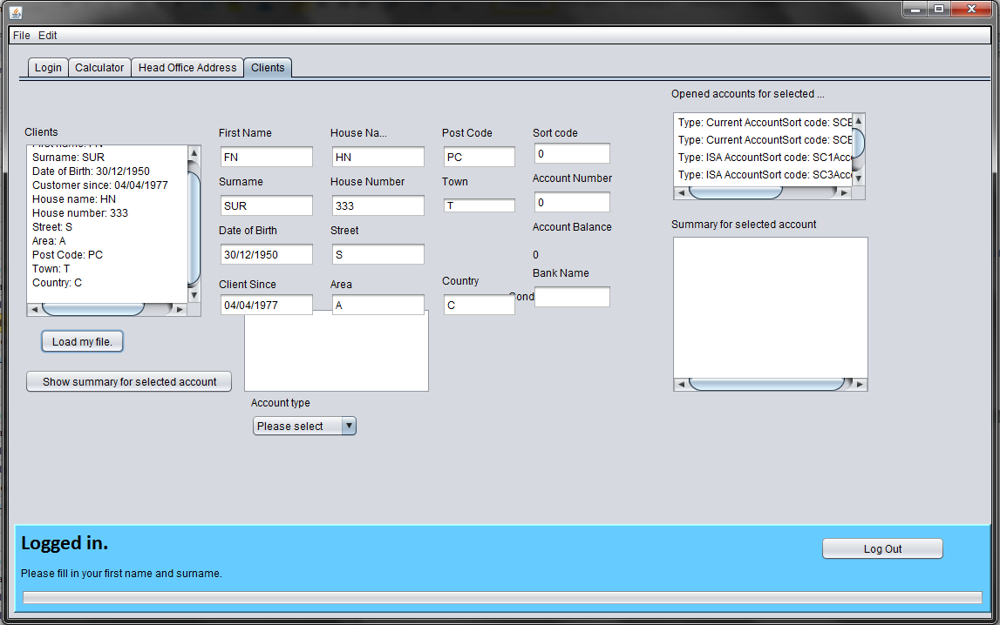 File Edit
Login Calculator Head Office Address Clients
Opened accounts for selected ...
Type: Current AccountSort code: SCE
Type: Current AccountSort code: SCE
Type: ISA AccountSort code: SC1Acc
Type: ISA AccountSort code: SC3Acc
Clients
First name: FN
Surname: SUR
Date of Birth: 30/12/1950
Customer since: 04/04/1977
House name: HN
House number: 333
Street: S
Area: A
Post Code: PC
Town: T
Country: C
First Name House Na... Post Code Sort code
FN HN PC 0
Surname House Number Town Account Number
SUR 333 T 0
Date of Birth Street Account Balance
30/12/1950 S 0
Client Since Area Country Bank Name
Cond
04/04/1977 A C
Summary for selected account
Load my file.
Show summary for selected account
Account type
Please select
Logged in.
Log Out
Please fill in your first name and surname.